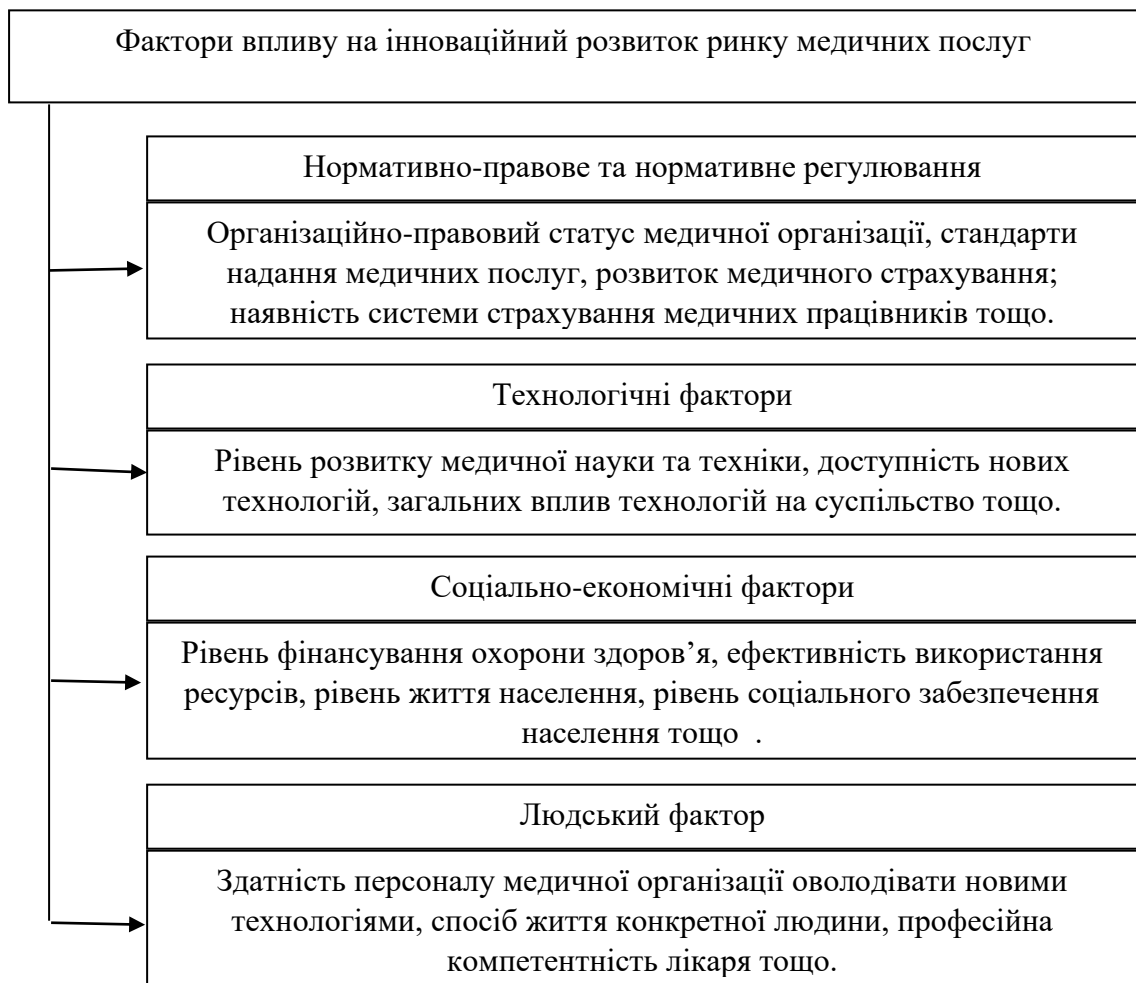 Фактори впливу на інноваційний розвиток ринку медичних послуг
Нормативно-правове та нормативне регулювання
Організаційно-правовий статус медичної організації, стандарти
надання медичних послуг, розвиток медичного страхування;
наявність системи страхування медичних працівників тощо.
Технологічні фактори
Рівень розвитку медичної науки та техніки, доступність нових
технологій, загальних вплив технологій на суспільство тощо.
Соціально-економічні фактори
Рівень фінансування охорони здоров’я, ефективність використання
ресурсів, рівень життя населення, рівень соціального забезпечення
населення тощо .
Людський фактор
Здатність персоналу медичної організації оволодівати новими
технологіями, спосіб життя конкретної людини, професійна
компетентність лікаря тощо.